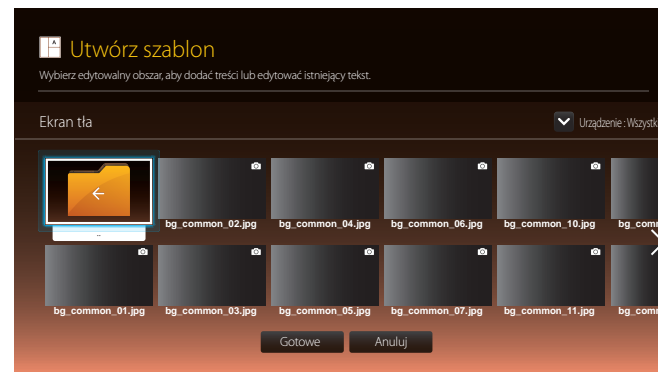 Utwórz szablon
Wybierz edytowalny obszar, aby dodać treści lub edytować istniejący tekst.
Ekran tła
Urządzenie : Wszystk
bg_common_02.jpg bg_common_04.jpg bg_common_06.jpg bg_common_10.jpg bg_com
..
bg_common_01.jpg bg_common_03.jpg bg_common_05.jpg bg_common_07.jpg bg_common_11.jpg bg_com
Gotowe Anuluj